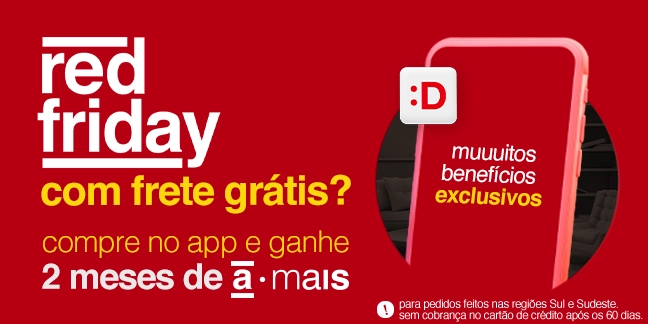 red
friday
com frete grátis?
compre no app e ganhe
2 meses de a·mais
:D
muuuitos
benefícios
exclusivos
! para pedidos feitos nas regiões Sul e Sudeste.
sem cobrança no cartão de crédito após os 60 dias.